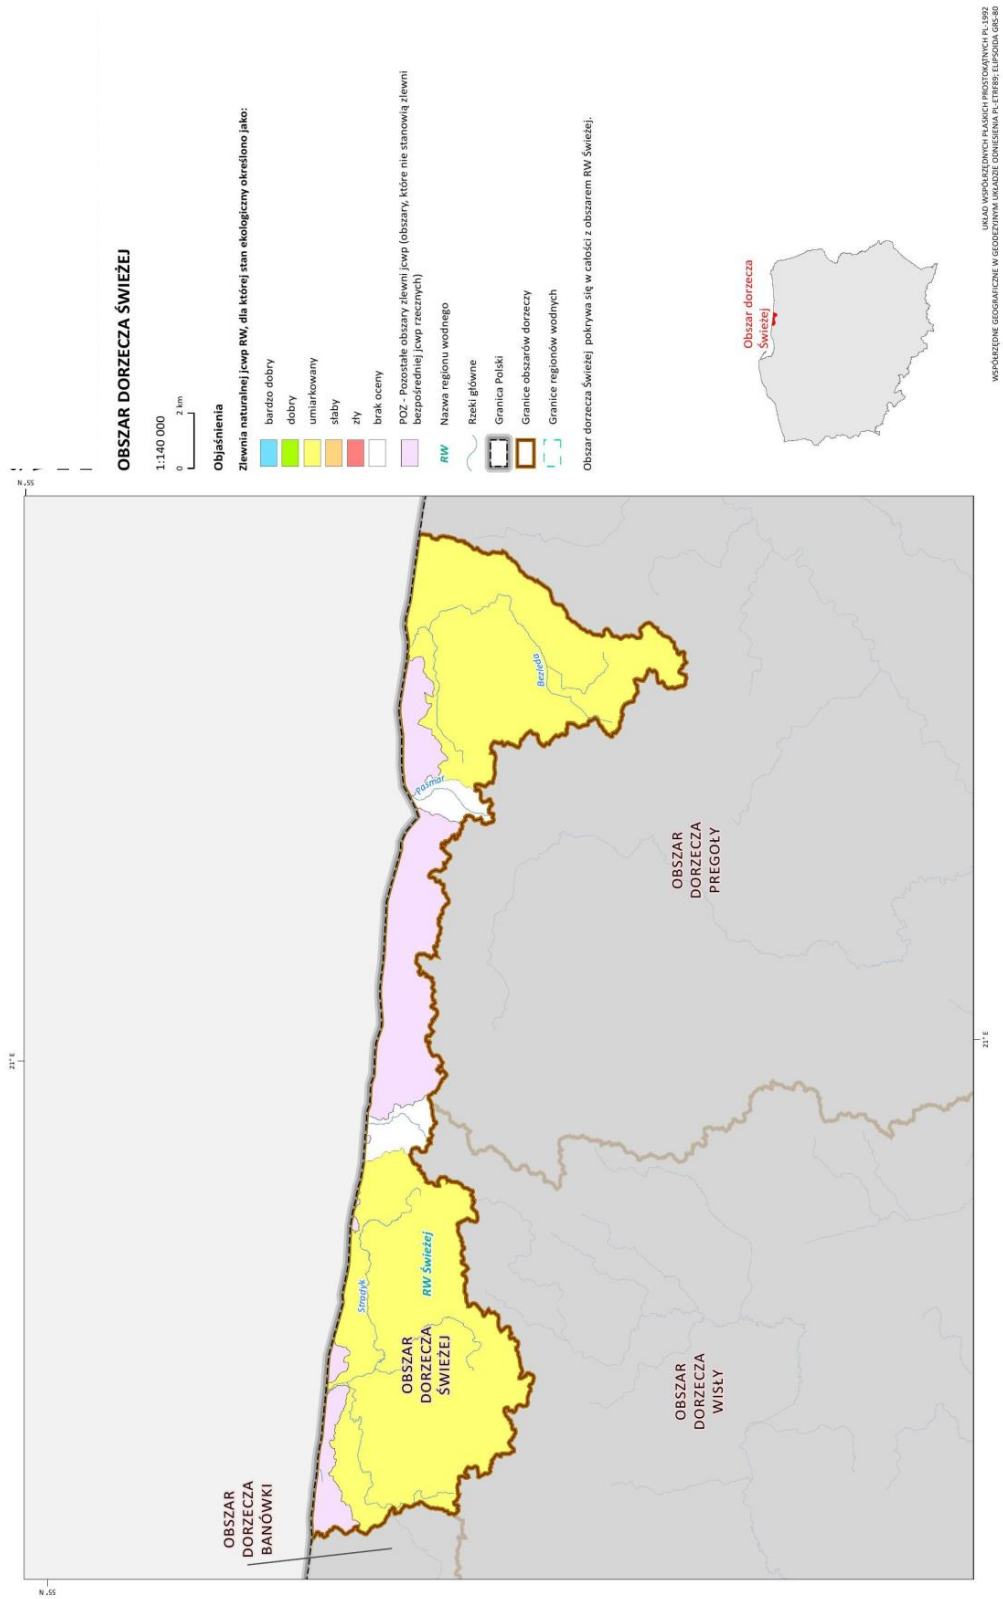 OBSZAR DORZECZA ŚWIEŻEJ
1:140 000
0 2 km
Objaśnienia
Zlewnia naturalnej jcwp RW, dla której stan ekologiczny określono jako:
bardzo dobry
dobry
umiarkowany
słaby
zły
brak oceny
POZ - Pozostałe obszary zlewni jcwp (obszary, które nie stanowią zlewni
bezpośredniej jcwp rzecznych)
RW Nazwa regionu wodnego
Rzeki główne
Granica Polski
Granice obszarów dorzeczy
Granice regionów wodnych
Obszar dorzecza Świeżej pokrywa się w całości z obszarem RW Świeżej.
Obszar dorzecza
Świeżej
UKŁAD WSPÓŁRZĘDNYCH PŁASKICH PROSTOKĄTNYCH PL-1992
WSPÓŁRZĘDNE GEOGRAFICZNE W GEODEZYJNYM UKŁADZIE ODNIESIENIA PL-ETRF89; ELIPSOIDA GRS-80
21° E
21° E
OBSZAR
DORZECZA
BANÓWKI
Stradyk
RW Świeżej
OBSZAR
DORZECZA
ŚWIEŻEJ
Paśmar
Bezleda
OBSZAR
DORZECZA
WISŁY
OBSZAR
DORZECZA
PREGOŁY